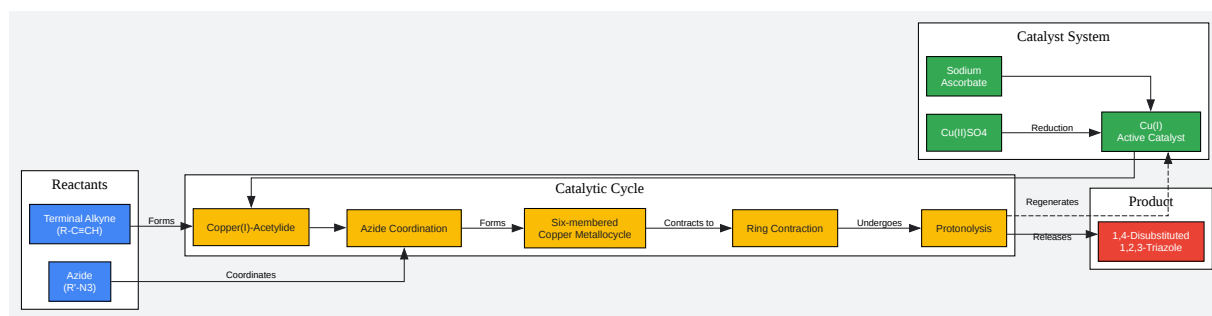 Catalyst System
Sodium
Ascorbate
Cu(II)SO4
Reduction
Cu(I)
Active Catalyst
Reactants
Terminal Alkyne
(R-C≡CH)
Azide
(R'-N3)
Forms
Coordinates
Catalytic Cycle
Copper(I)-Acetylide
Azide Coordination
Forms
Six-membered
Copper Metallocycle
Contracts to
Ring Contraction
Undergoes
Protonolysis
Regenerates
Releases
Product
1,4-Disubstituted
1,2,3-Triazole